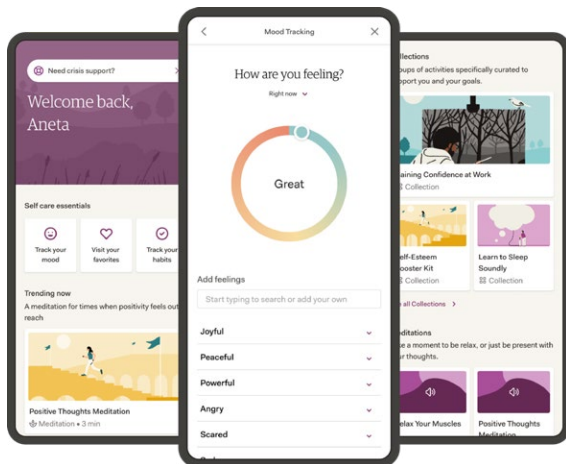 Need crisis support?
Welcome back,
Aneta
Self care essentials
Track your
mood
Visit your
favorites
Track your
habits
Trending now
A meditation for times when positivity feels out
reach
Positive Thoughts Meditation
Meditation • 3 min
Mood Tracking
How are you feeling?
Right now
Great
Add feelings
Start typing to search or add your own
Joyful
Peaceful
Powerful
Angry
Scared
llections
oups of activities specifically curated to
pport you and your goals.
aining Confidence at Work
Collection
elf-Esteem
ooster Kit
Collection
Learn to Sleep
Soundly
Collection
e all Collections
editations
ke a moment to be relax, or just be present with
ur thoughts.
elax Your Muscles
Positive Thoughts
Meditation